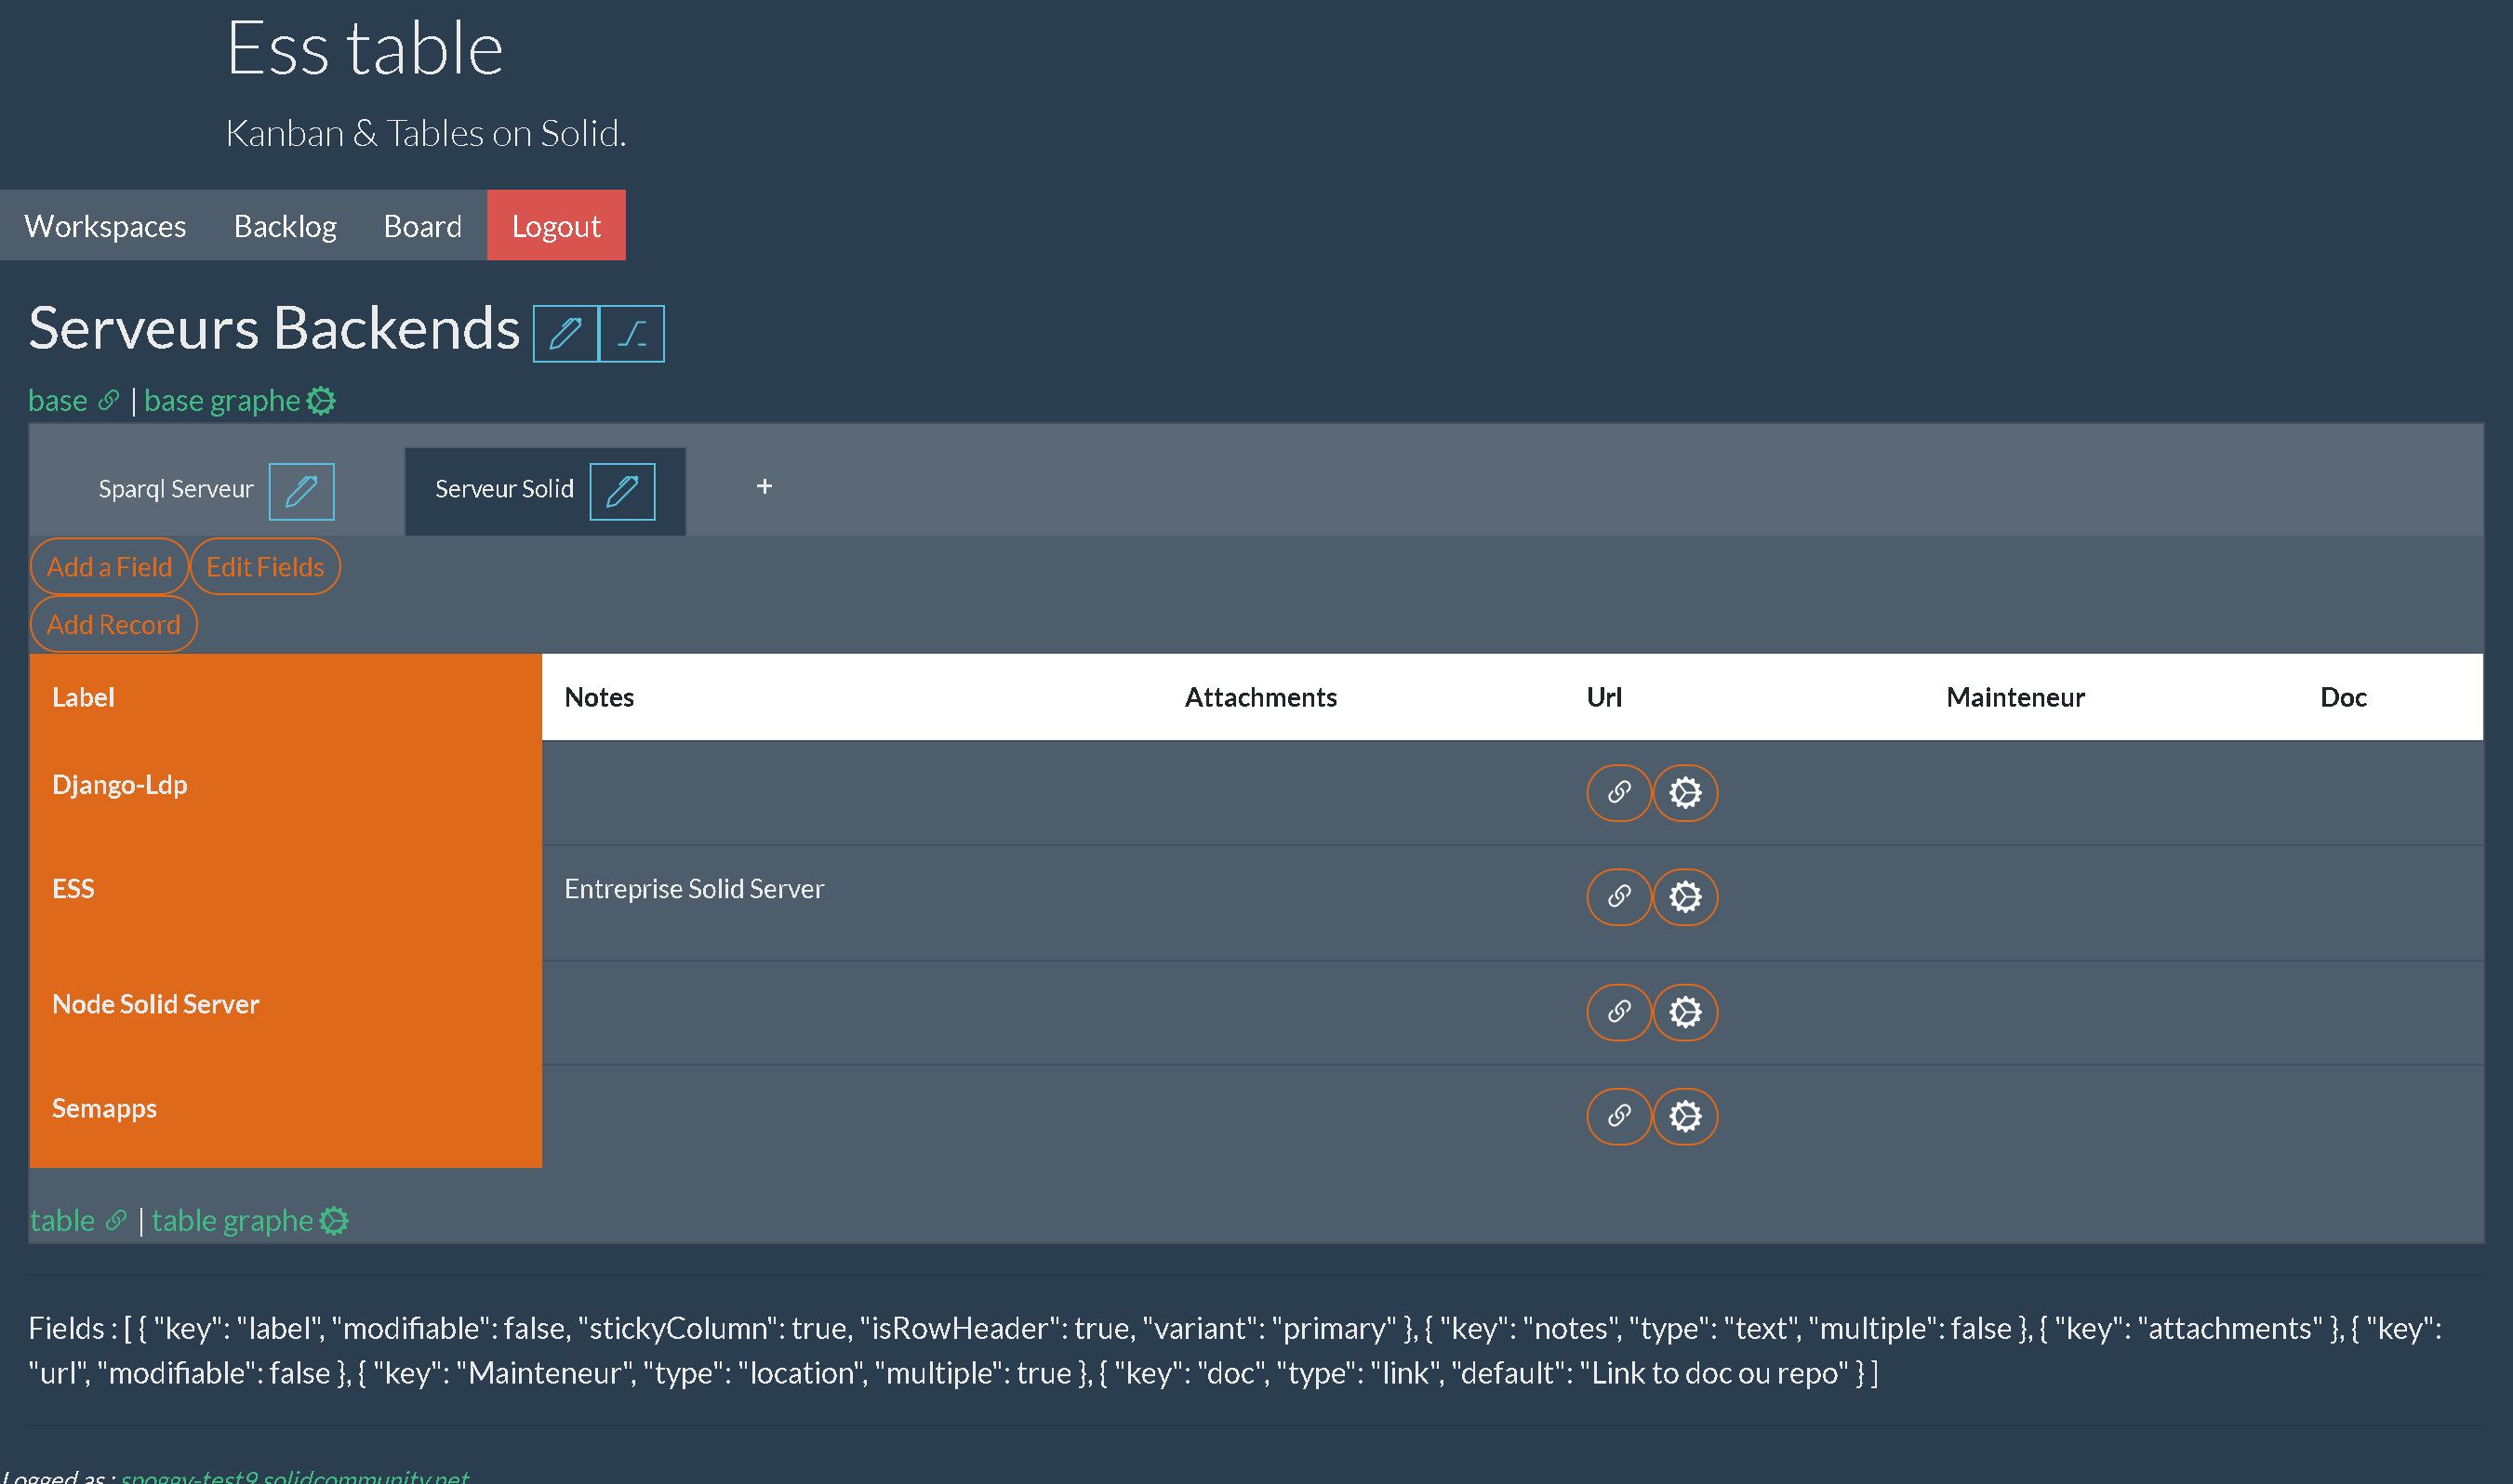 Ess table
Kanban & Tables on Solid.
Workspaces Backlog Board Logout
Serveurs Backends
base | base graphe
Sparql Serveur Serveur Solid +
Add a Field Edit Fields
Add Record
Label Notes Attachments Url Mainteneur Doc
Django-Ldp
ESS Entreprise Solid Server
Node Solid Server
Semapps
table | table graphe
Fields : [ { "key": "label", "modifiable": false, "stickyColumn": true, "isRowHeader": true, "variant": "primary" }, { "key": "notes", "type": "text", "multiple": false }, { "key": "attachments" }, { "key":
"url", "modifiable": false }, { "key": "Mainteneur", "type": "location", "multiple": true }, { "key": "doc", "type": "link", "default": "Link to doc ou repo" } ]
Logged as : spoggy-test9.solidcommunity.net